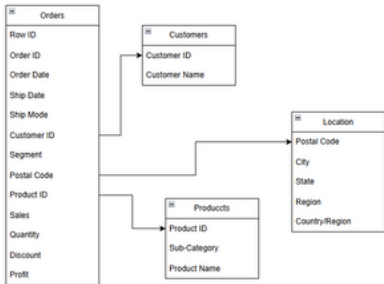 Orders
Row ID
Order ID
Order Date
Ship Date
Ship Mode
Customer ID
Segment
Postal Code
Product ID
Sales
Quantity
Discount
Profit
Customers
Customer ID
Customer Name
Location
Postal Code
City
State
Region
Country/Region
Produccts
Product ID
Sub-Category
Product Name